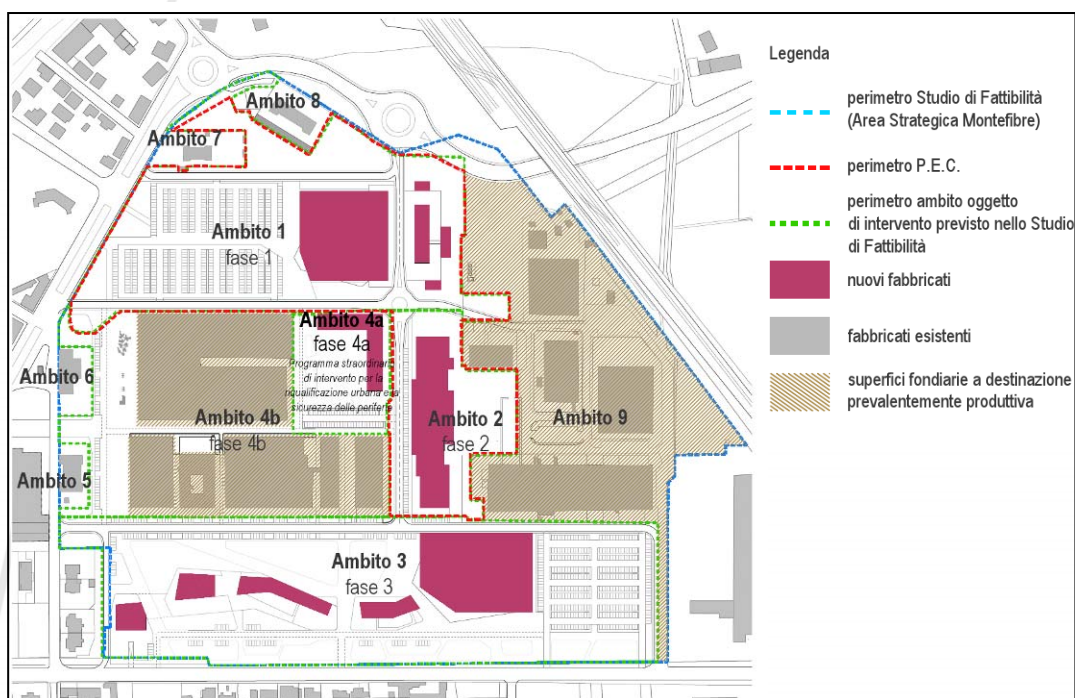 Ambito 8
Ambito 7
Ambito 1
fase 1
Ambito 4a
fase 4a
Programma straordinario
di intervento per la
riqualificazione urbana e la
sicurezza delle periferie
Ambito 6
Ambito 4b
fase 4b
Ambito 2
fase 2
Ambito 9
Ambito 5
Ambito 3
fase 3
Legenda
perimetro Studio di Fattibilità
(Area Strategica Montefibre)
perimetro P.E.C.
perimetro ambito oggetto
di intervento previsto nello Studio
di Fattibilità
nuovi fabbricati
fabbricati esistenti
superfici fondiarie a destinazione
prevalentemente produttiva